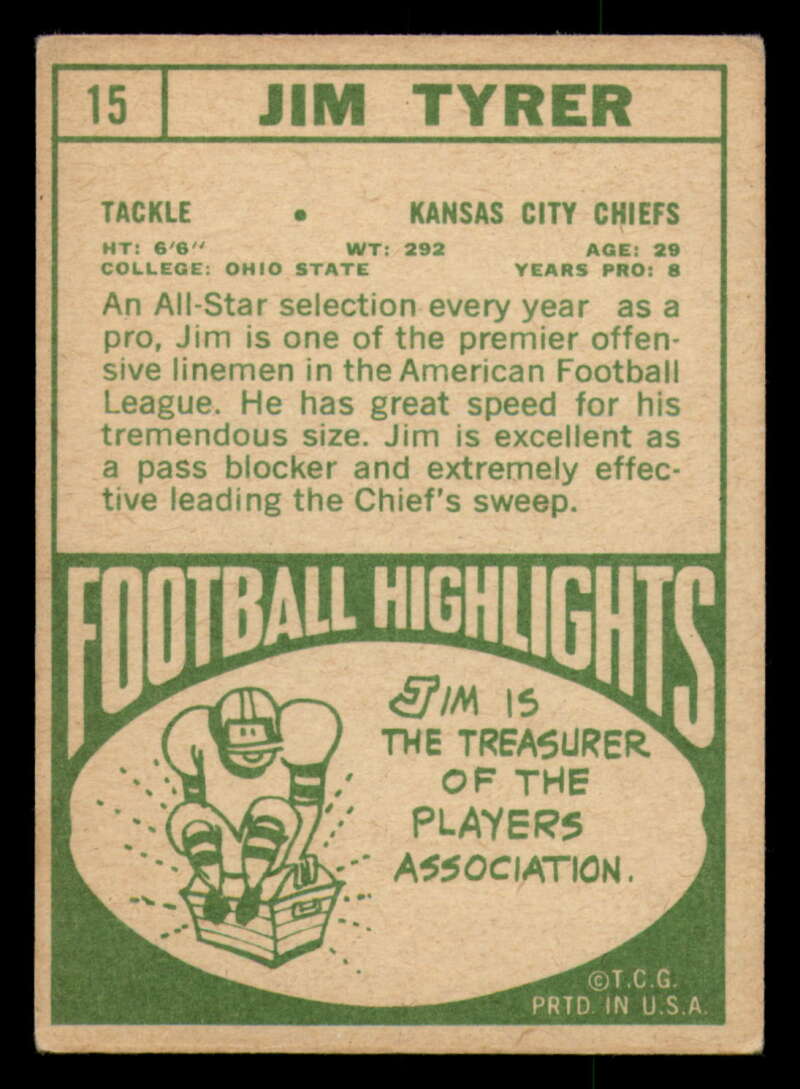 15
JIM TYRER
TACKLE • KANSAS CITY CHIEFS
HT: 6'6" WT: 292 AGE: 29
COLLEGE: OHIO STATE YEARS PRO: 8
An All-Star selection every year as a
pro, Jim is one of the premier offen-
sive linemen in the American Football
League. He has great speed for his
tremendous size. Jim is excellent as
a pass blocker and extremely effec-
tive leading the Chief's sweep.
FOOTBALL HIGHLIGHTS
JIM IS
THE TREASURER
OF THE
PLAYERS
ASSOCIATION.
©T.C.G.
PRTD. IN U.S.A.